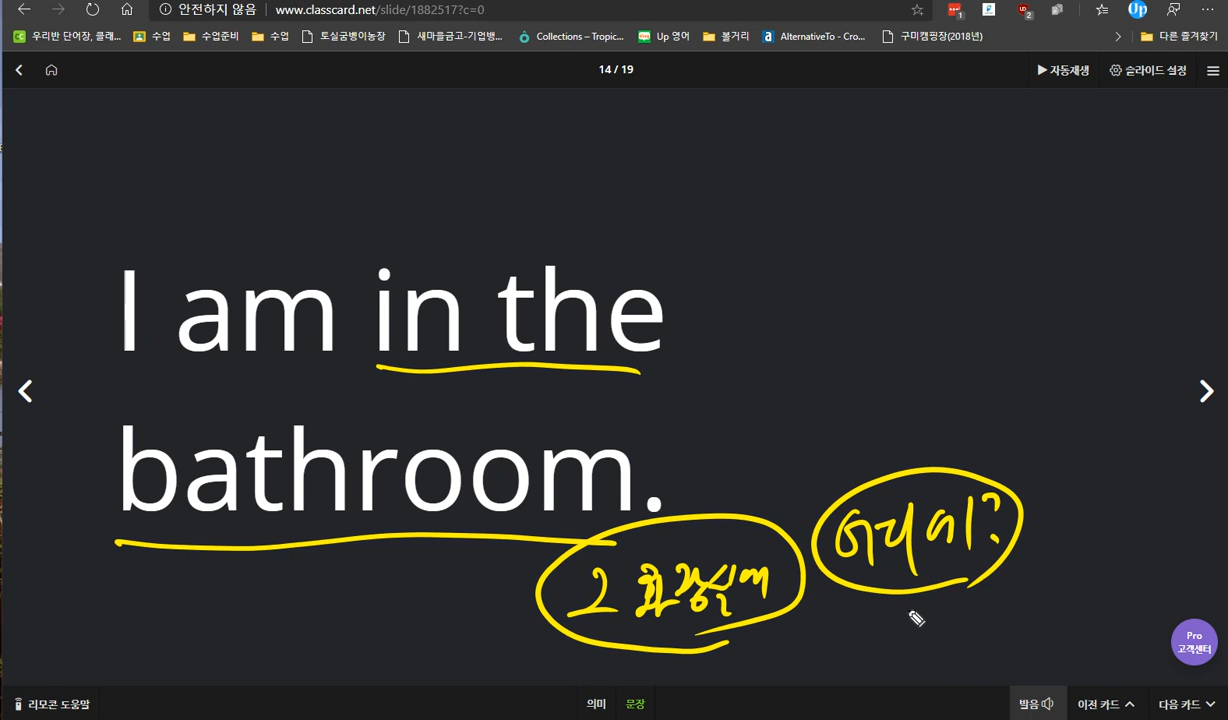 안전하지 않음 www.classcard.net/slide/1882517?c=0
우리반 단어장, 클래... 수업 수업준비 수업 토실굼벵이농장 새마을금고-기업뱅... Collections – Tropic... Up 영어 볼거리 AlternativeTo - Cro... 구미캠핑장(2018년) 다른 즐겨찾기
14 / 19 자동재생 슬라이드 설정
I am in the
bathroom.
어디에?
그 화장실에
Pro
고객센터
리모콘 도움말 의미 문장 발음 이전 카드 다음 카드